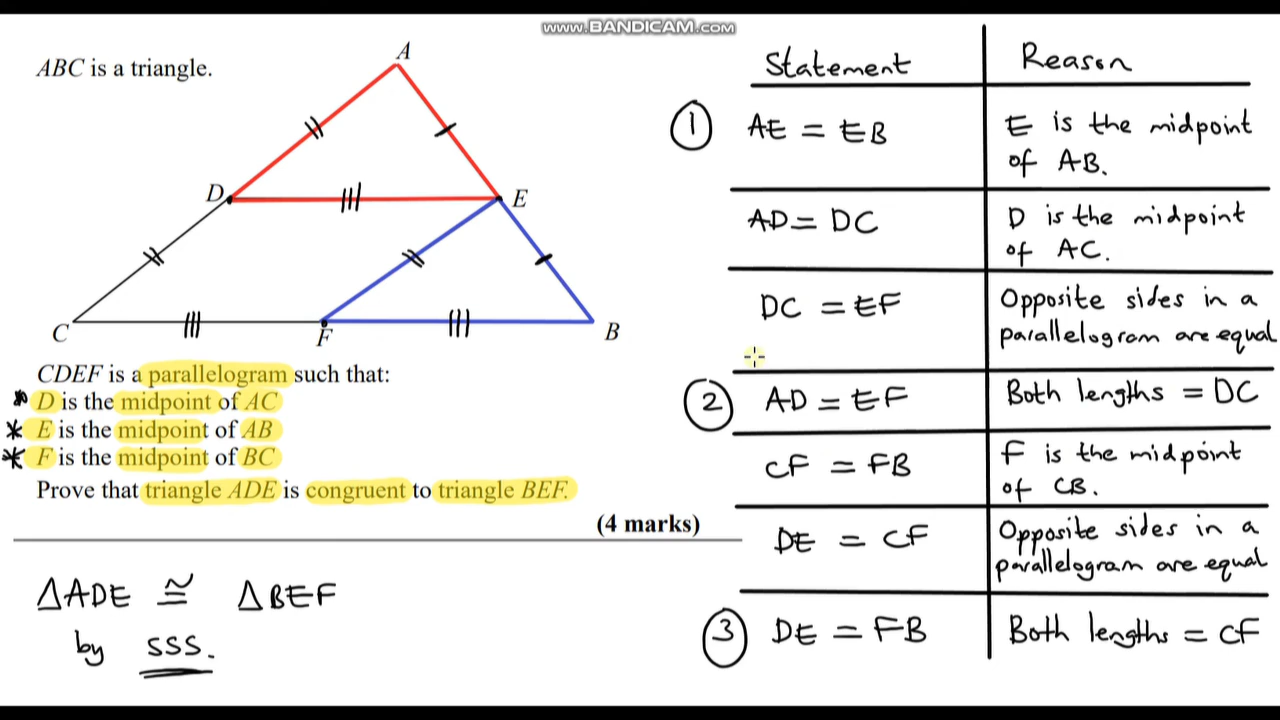 www.BANDICAM.com
ABC is a triangle.
A
D
E
C
F
B
CDEF is a parallelogram such that:
* D is the midpoint of AC
* E is the midpoint of AB
* F is the midpoint of BC
Prove that triangle ADE is congruent to triangle BEF.
(4 marks)
△ADE ≅ △BEF
by SSS.
Statement Reason
① AE = EB E is the midpoint
of AB.
AD = DC D is the midpoint
of AC.
DC = EF Opposite sides in a
parallelogram are equal
② AD = EF Both lengths = DC
CF = FB F is the midpoint
of CB.
DE = CF Opposite sides in a
parallelogram are equal
③ DE = FB Both lengths = CF